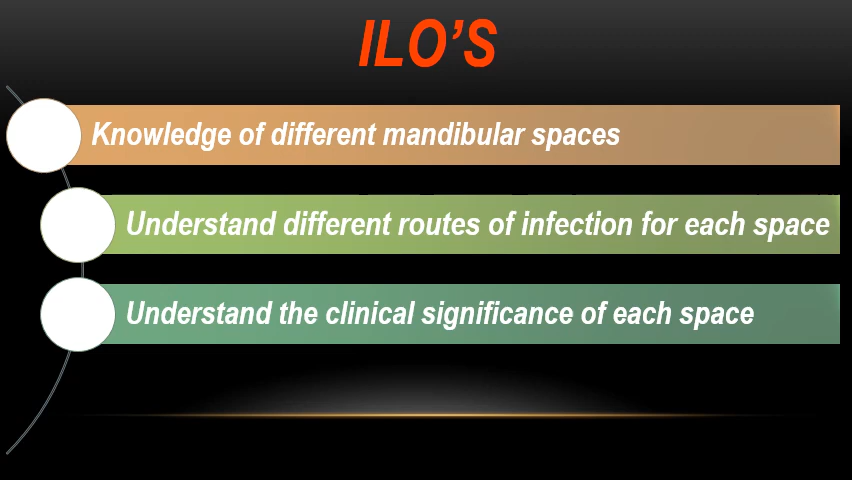 ILO’S
Knowledge of different mandibular spaces
Understand different routes of infection for each space
Understand the clinical significance of each space